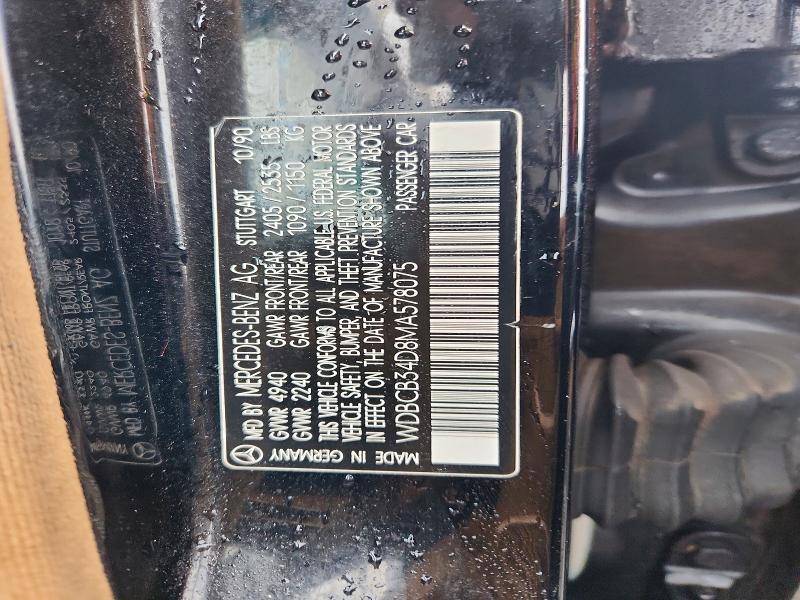 MFD BY MERCEDES-BENZ AG STUTTGART 10/90
GVWR 4940 GAWR FRONT/REAR 2405/2535 LBS
GVWR 2240 GAWR FRONT/REAR 1090/1150 KG
THIS VEHICLE CONFORMS TO ALL APPLICABLE U.S. FEDERAL MOTOR
VEHICLE SAFETY, BUMPER, AND THEFT PREVENTION STANDARDS
IN EFFECT ON THE DATE OF MANUFACTURE SHOWN ABOVE
WDBCB34D8MA578075 PASSENGER CAR
MADE IN GERMANY